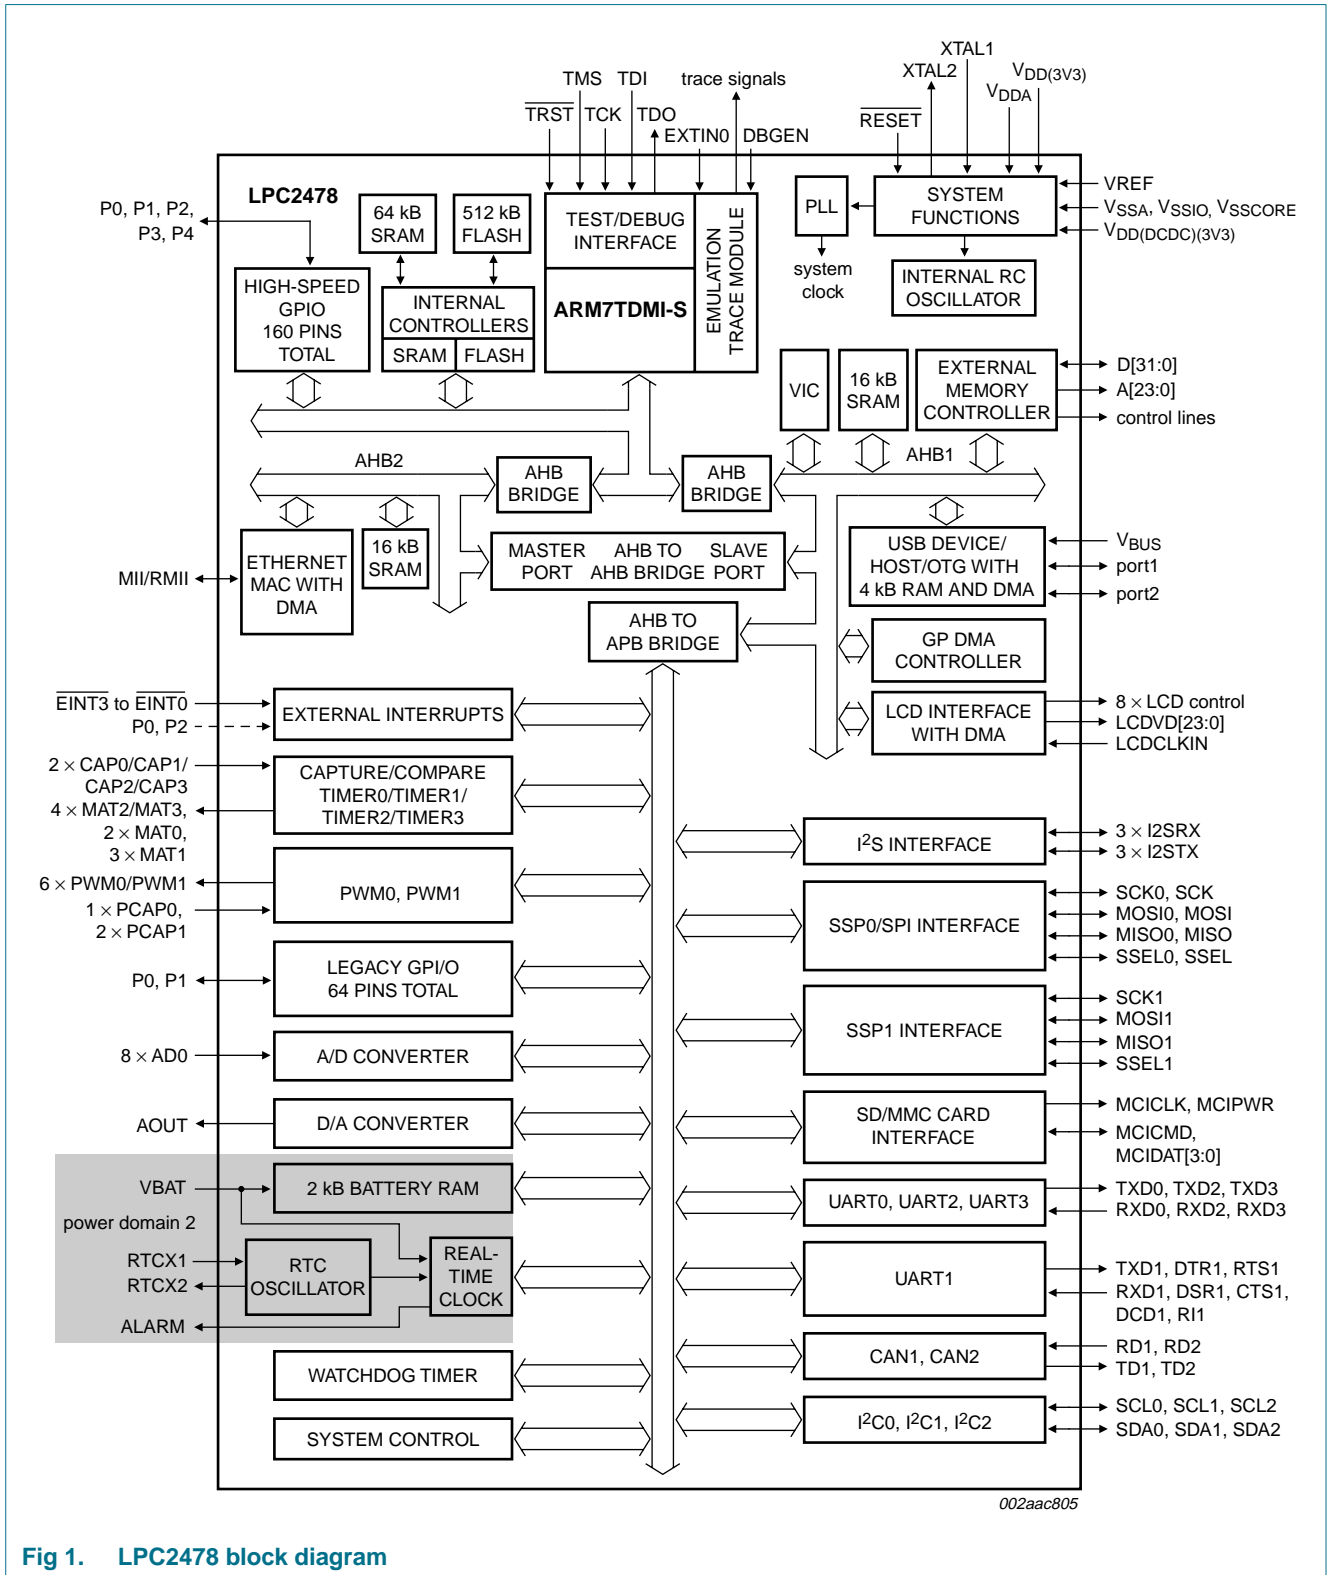 XTAL1
XTAL2
VDD(3V3)
VDDA
RESET
TMS TDI trace signals
TRST TCK TDO
EXTIN0 DBGEN
LPC2478
P0, P1, P2,
P3, P4
64 kB
SRAM
512 kB
FLASH
TEST/DEBUG
INTERFACE
EMULATION
TRACE MODULE
ARM7TDMI-S
PLL
system
clock
SYSTEM
FUNCTIONS
VREF
VSSA, VSSIO, VSSCORE
VDD(DCDC)(3V3)
INTERNAL RC
OSCILLATOR
HIGH-SPEED
GPIO
160 PINS
TOTAL
INTERNAL
CONTROLLERS
SRAM FLASH
VIC
16 kB
SRAM
EXTERNAL
MEMORY
CONTROLLER
D[31:0]
A[23:0]
control lines
AHB2
AHB
BRIDGE
AHB
BRIDGE
AHB1
MII/RMII
ETHERNET
MAC WITH
DMA
16 kB
SRAM
MASTER
PORT
AHB TO
AHB BRIDGE
SLAVE
PORT
USB DEVICE/
HOST/OTG WITH
4 kB RAM AND DMA
VBUS
port1
port2
AHB TO
APB BRIDGE
GP DMA
CONTROLLER
LCD INTERFACE
WITH DMA
8 × LCD control
LCDVD[23:0]
LCDCLKIN
EINT3 to EINT0
P0, P2
EXTERNAL INTERRUPTS
2 × CAP0/CAP1/
CAP2/CAP3
4 × MAT2/MAT3,
2 × MAT0,
3 × MAT1
CAPTURE/COMPARE
TIMER0/TIMER1/
TIMER2/TIMER3
6 × PWM0/PWM1
1 × PCAP0,
2 × PCAP1
PWM0, PWM1
P0, P1
LEGACY GPI/O
64 PINS TOTAL
8 × AD0
A/D CONVERTER
AOUT
D/A CONVERTER
VBAT
2 kB BATTERY RAM
power domain 2
RTCX1
RTCX2
RTC
OSCILLATOR
REAL-
TIME
CLOCK
ALARM
WATCHDOG TIMER
SYSTEM CONTROL
I2S INTERFACE
3 × I2SRX
3 × I2STX
SSP0/SPI INTERFACE
SCK0, SCK
MOSI0, MOSI
MISO0, MISO
SSEL0, SSEL
SSP1 INTERFACE
SCK1
MOSI1
MISO1
SSEL1
SD/MMC CARD
INTERFACE
MCICLK, MCIPWR
MCICMD,
MCIDAT[3:0]
UART0, UART2, UART3
TXD0, TXD2, TXD3
RXD0, RXD2, RXD3
UART1
TXD1, DTR1, RTS1
RXD1, DSR1, CTS1,
DCD1, RI1
CAN1, CAN2
RD1, RD2
TD1, TD2
I2C0, I2C1, I2C2
SCL0, SCL1, SCL2
SDA0, SDA1, SDA2
002aac805
Fig 1. LPC2478 block diagram